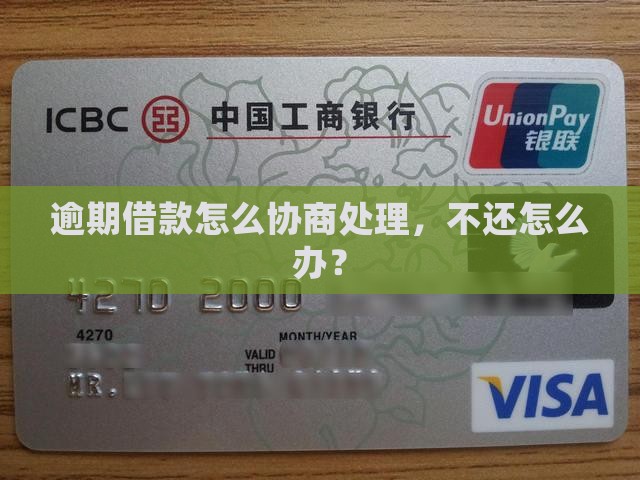 ICBC 中国工商银行
UnionPay
银联
逾期借款怎么协商处理，不还怎么
办？
4270 2000
4270
MONTH/YEAR
VALID
THRU
MR.
VISA